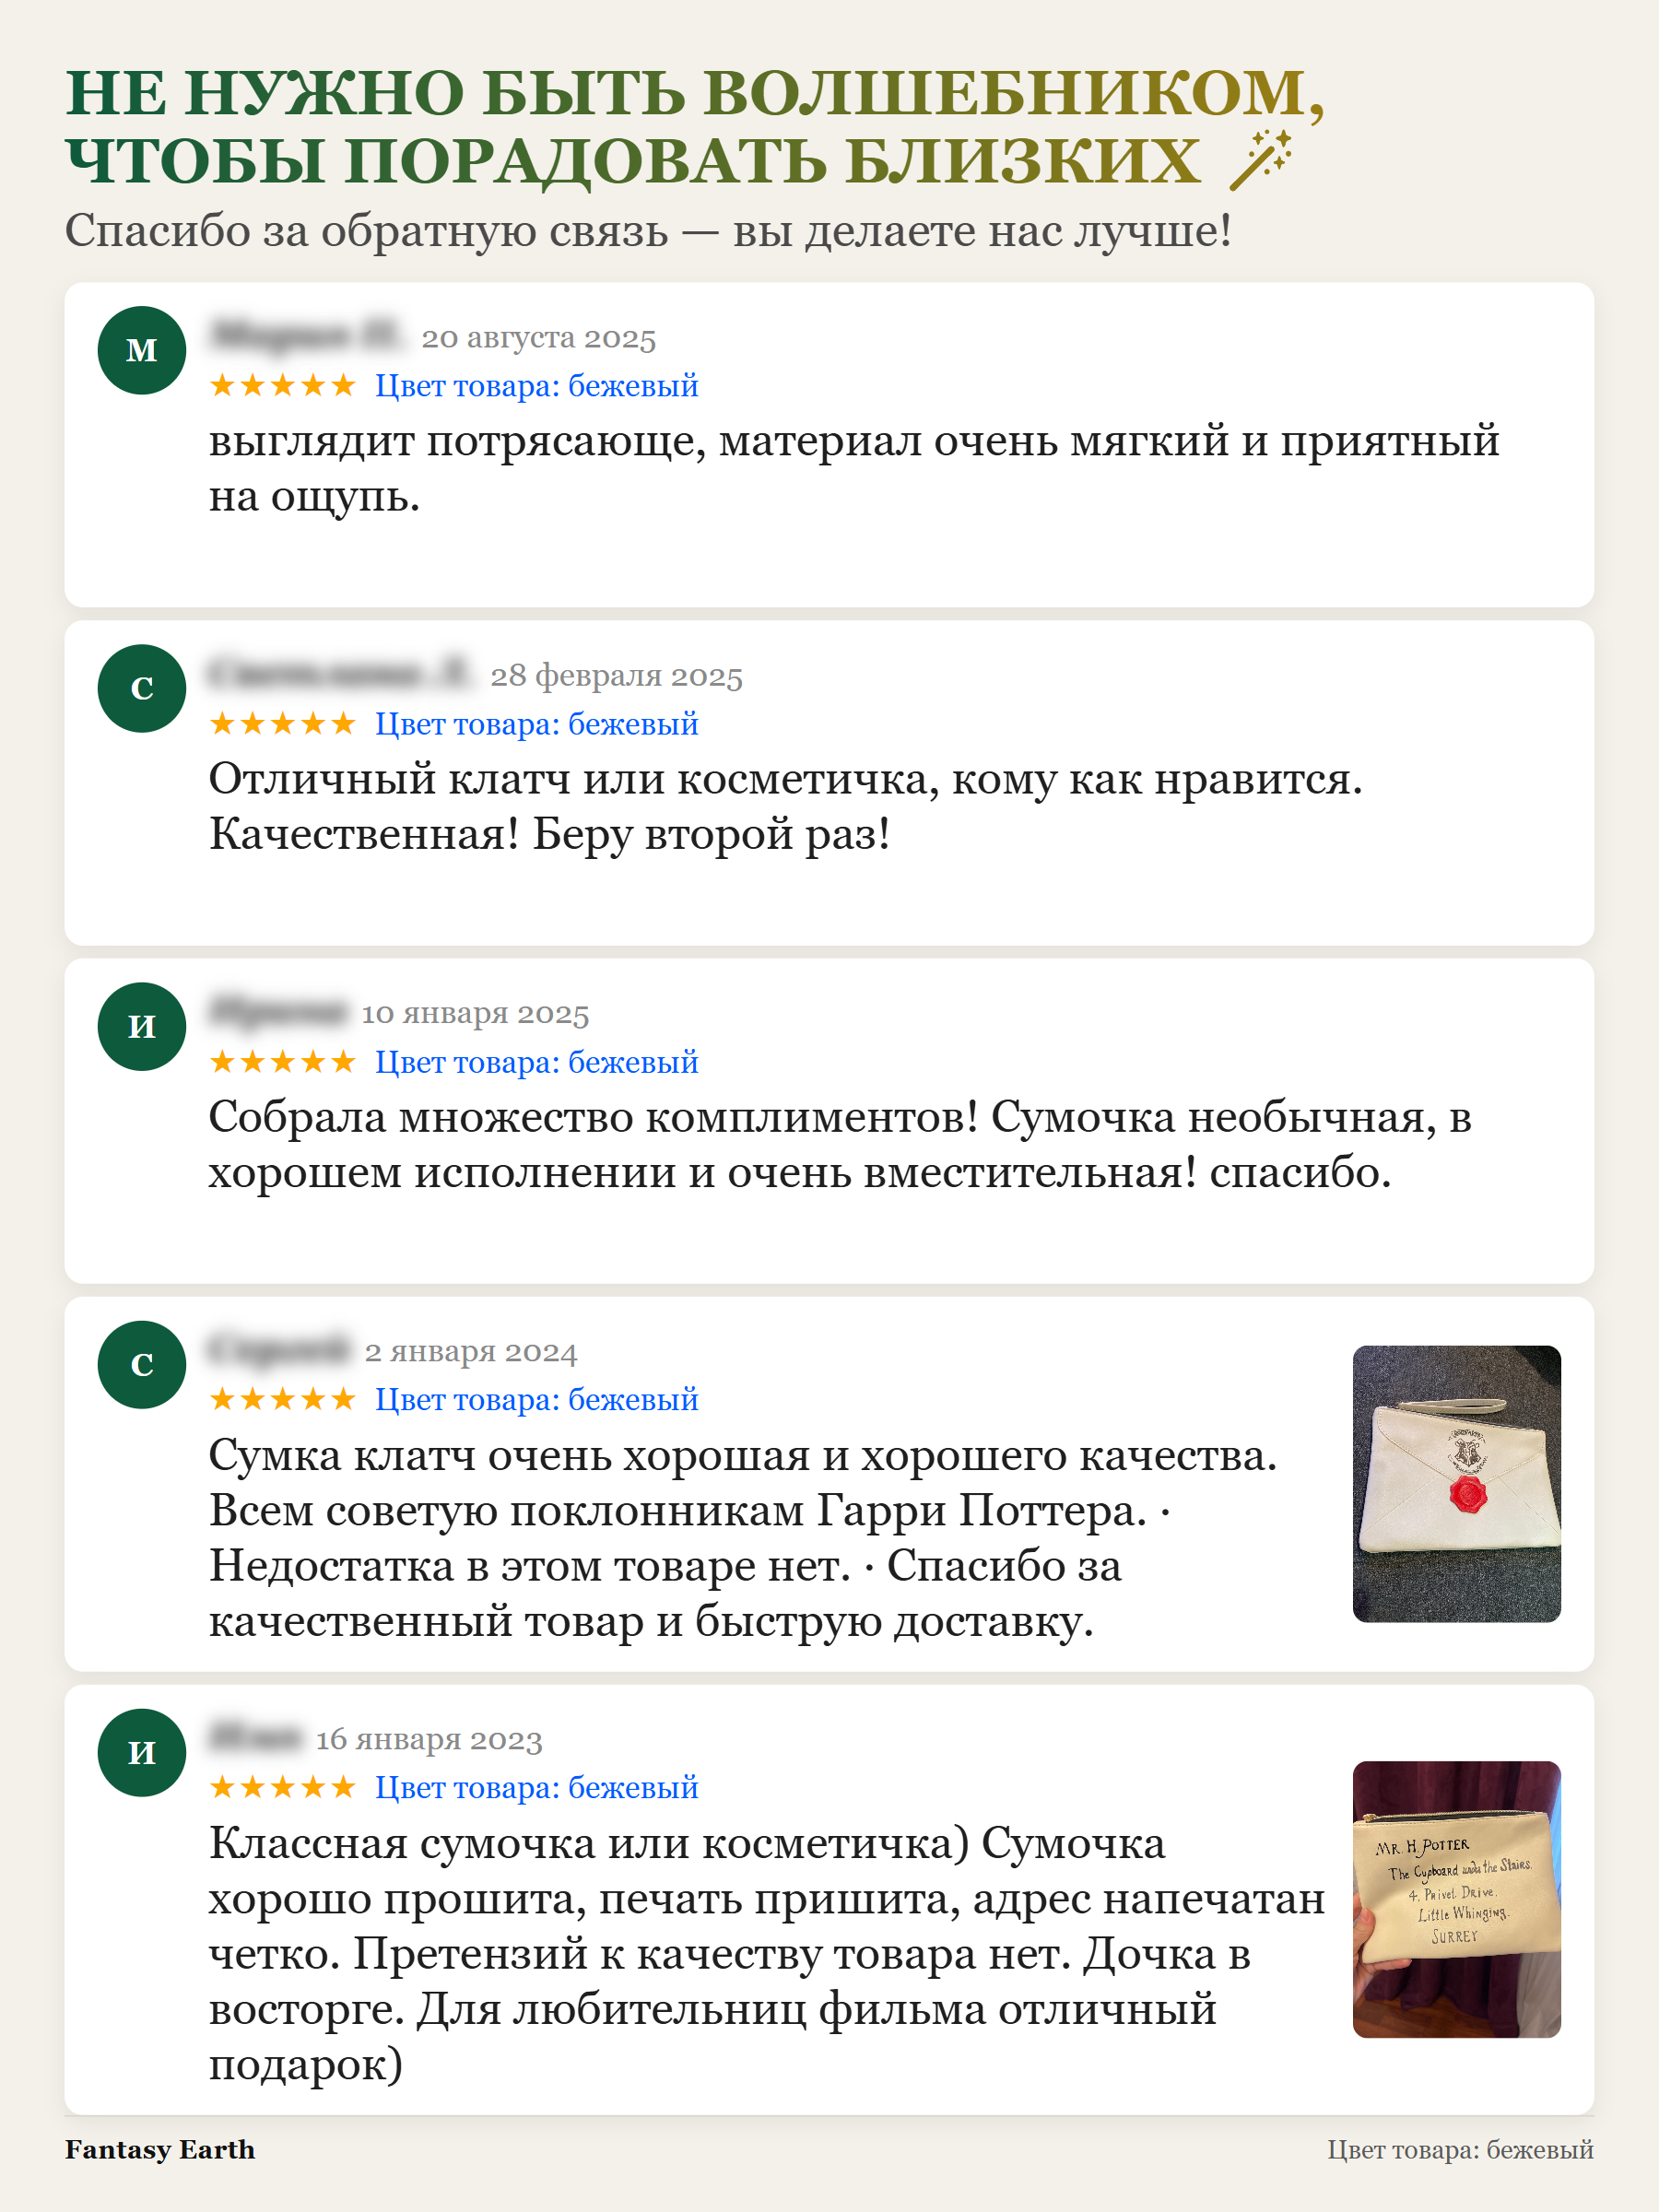 НЕ НУЖНО БЫТЬ ВОЛШЕБНИКОМ,
ЧТОБЫ ПОРАДОВАТЬ БЛИЗКИХ
Спасибо за обратную связь — вы делаете нас лучше!
М
20 августа 2025
★★★★★ Цвет товара: бежевый
выглядит потрясающе, материал очень мягкий и приятный
на ощупь.
С
28 февраля 2025
★★★★★ Цвет товара: бежевый
Отличный клатч или косметичка, кому как нравится.
Качественная! Беру второй раз!
И
10 января 2025
★★★★★ Цвет товара: бежевый
Собрала множество комплиментов! Сумочка необычная, в
хорошем исполнении и очень вместительная! спасибо.
С
2 января 2024
★★★★★ Цвет товара: бежевый
Сумка клатч очень хорошая и хорошего качества.
Всем советую поклонникам Гарри Поттера. ·
Недостатка в этом товаре нет. · Спасибо за
качественный товар и быструю доставку.
И
16 января 2023
★★★★★ Цвет товара: бежевый
Классная сумочка или косметичка) Сумочка
хорошо прошита, печать пришита, адрес напечатан
четко. Претензий к качеству товара нет. Дочка в
восторге. Для любительниц фильма отличный
подарок)
MR. H. POTTER
The Cupboard under the Stairs,
4, Privet Drive,
Little Whinging,
SURREY
Fantasy Earth
Цвет товара: бежевый